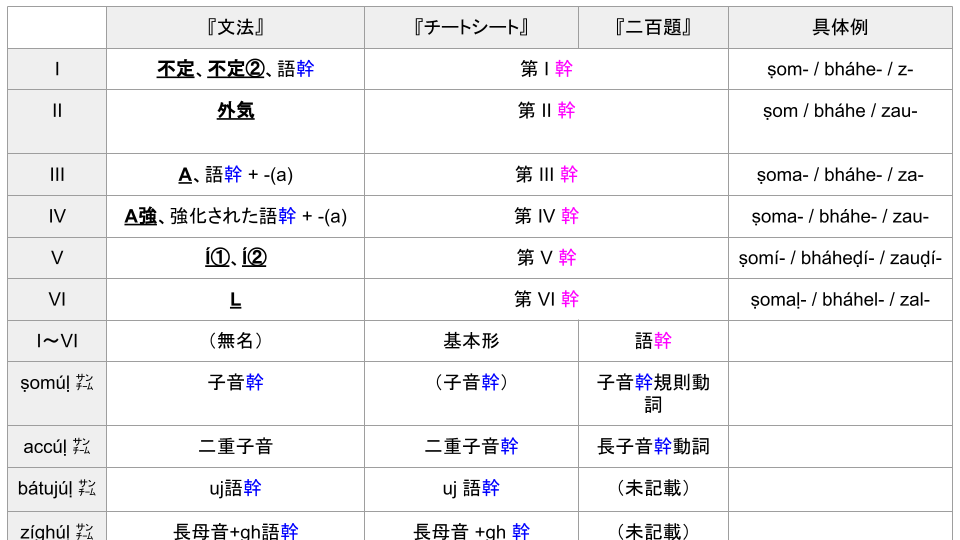 『文法』 『チートシート』 『二百題』 具体例
I 不定、不定②、語幹 第 I 幹 ṣom- / bháhe- / z-
II 外気 第 II 幹 ṣom / bháhe / zau-
III A、語幹 + -(a) 第 III 幹 ṣoma- / bháhe- / za-
IV A強、強化された語幹 + -(a) 第 IV 幹 ṣoma- / bháhe- / zau-
V Í①、Í② 第 V 幹 ṣomí- / bháheḍí- / zauḍí-
VI L 第 VI 幹 ṣomaḷ- / bháhel- / zal-
I〜VI （無名） 基本形 語幹
ṣomúḷ ㌠ 子音幹 （子音幹） 子音幹規則動
詞
accúḷ ㌠ 二重子音 二重子音幹 長子音幹動詞
bátujúḷ ㌠ uj語幹 uj 語幹 （未記載）
zíghúḷ ㌠ 長母音+gh語幹 長母音 +gh 幹 （未記載）